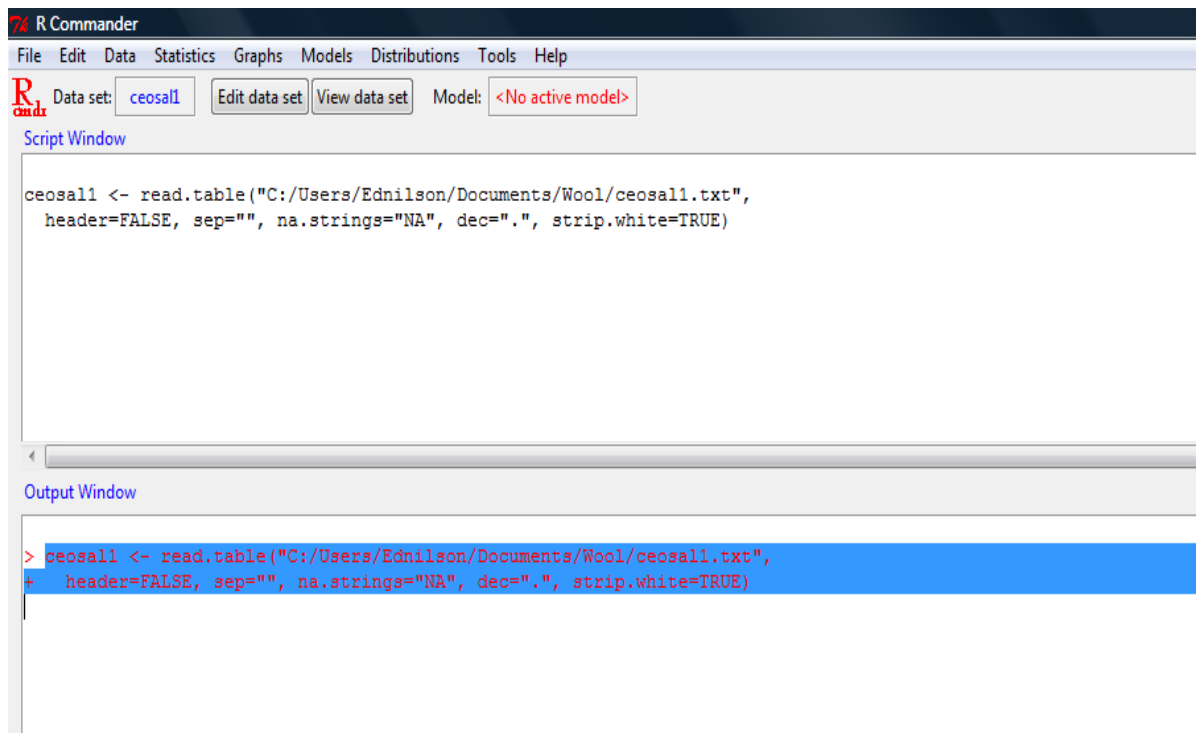 R Commander
File Edit Data Statistics Graphs Models Distributions Tools Help
R cmdr Data set: ceosal1 Edit data set View data set Model: <No active model>
Script Window
ceosal1 <- read.table("C:/Users/Ednilson/Documents/Wool/ceosal1.txt",
  header=FALSE, sep="", na.strings="NA", dec=".", strip.white=TRUE)
Output Window
> ceosal1 <- read.table("C:/Users/Ednilson/Documents/Wool/ceosal1.txt",
+   header=FALSE, sep="", na.strings="NA", dec=".", strip.white=TRUE)